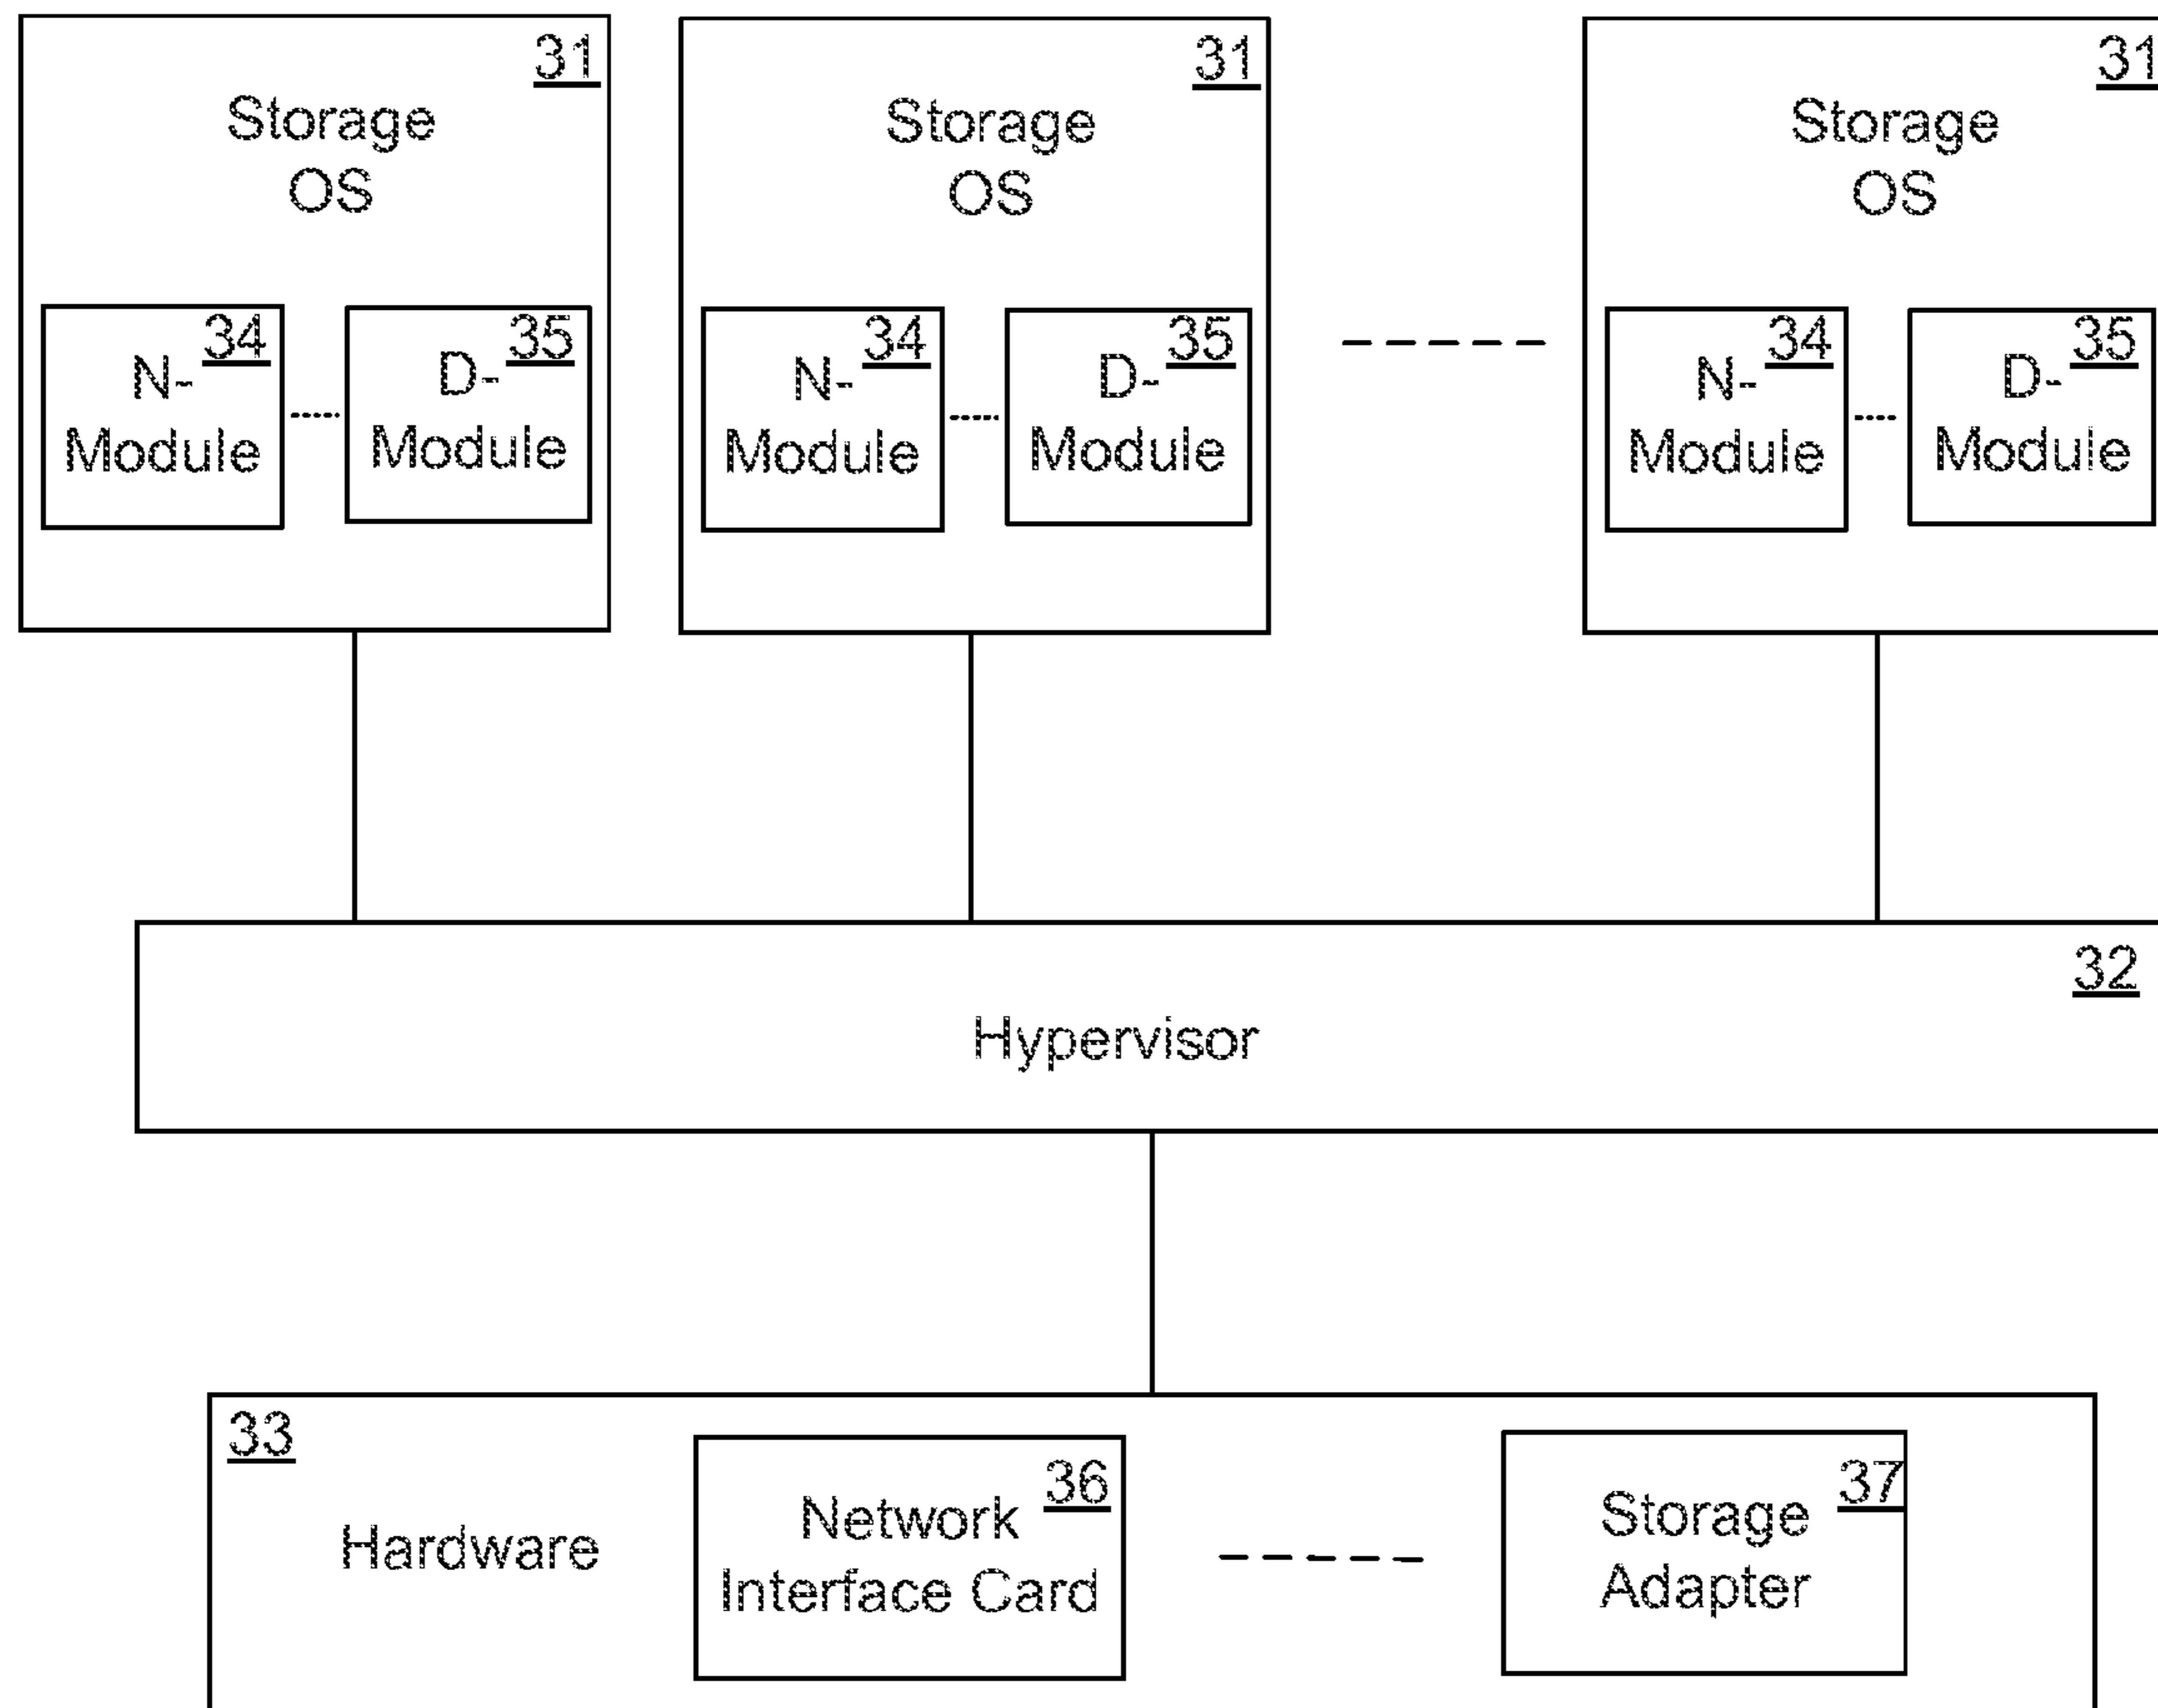 31
Storage
OS
34
N-
Module
35
D-
Module
31
Storage
OS
34
N-
Module
35
D-
Module
31
Storage
OS
34
N-
Module
35
D-
Module
32
Hypervisor
33
Hardware
36
Network
Interface Card
37
Storage
Adapter